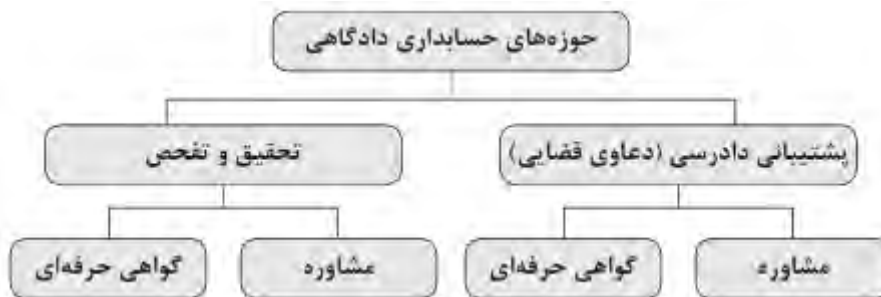 حوزه‌های حسابداری دادگاهی
پشتیبانی دادرسی (دعاوی قضایی)
تحقیق و تفحص
مشاوره
گواهی حرفه‌ای
مشاوره
گواهی حرفه‌ای